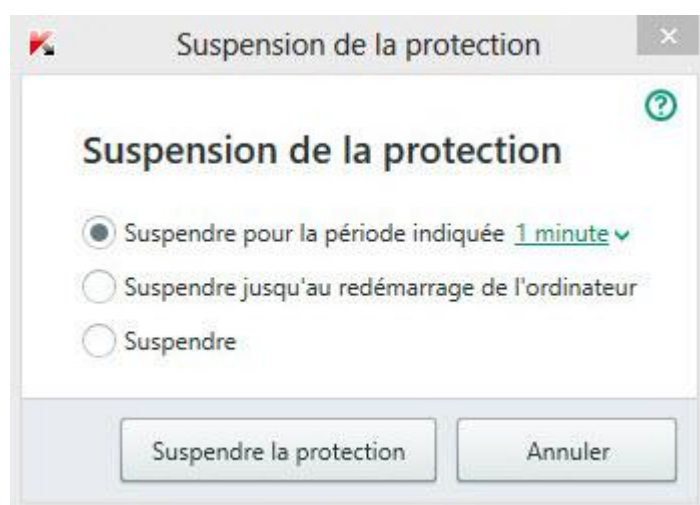 Suspension de la protection
Suspension de la protection
Suspendre pour la période indiquée 1 minute
Suspendre jusqu'au redémarrage de l'ordinateur
Suspendre
Suspendre la protection Annuler